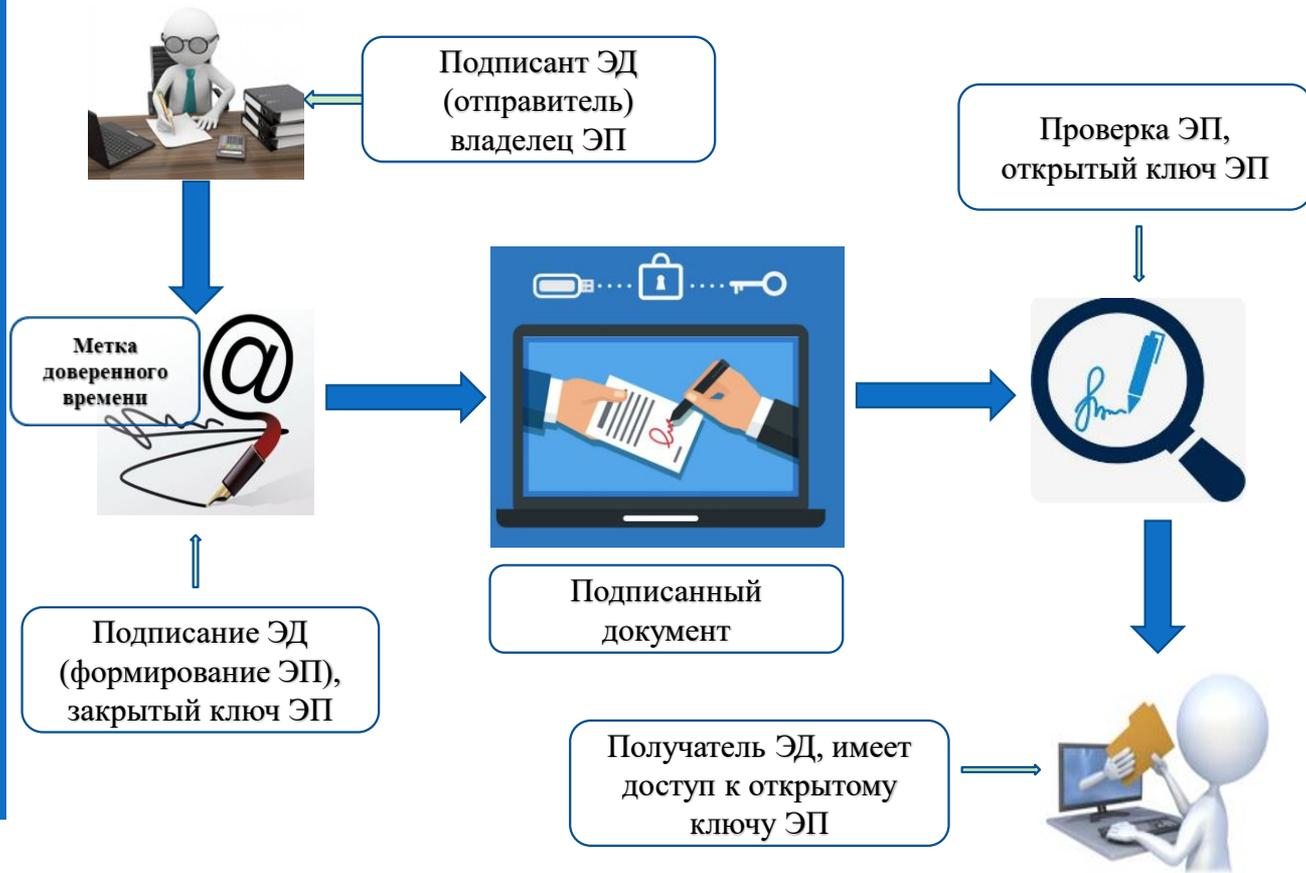 Подписант ЭД
(отправитель)
владелец ЭП
Проверка ЭП,
открытый ключ ЭП
Метка
доверенного
времени
Подписание ЭД
(формирование ЭП),
закрытый ключ ЭП
Подписанный
документ
Получатель ЭД, имеет
доступ к открытому
ключу ЭП